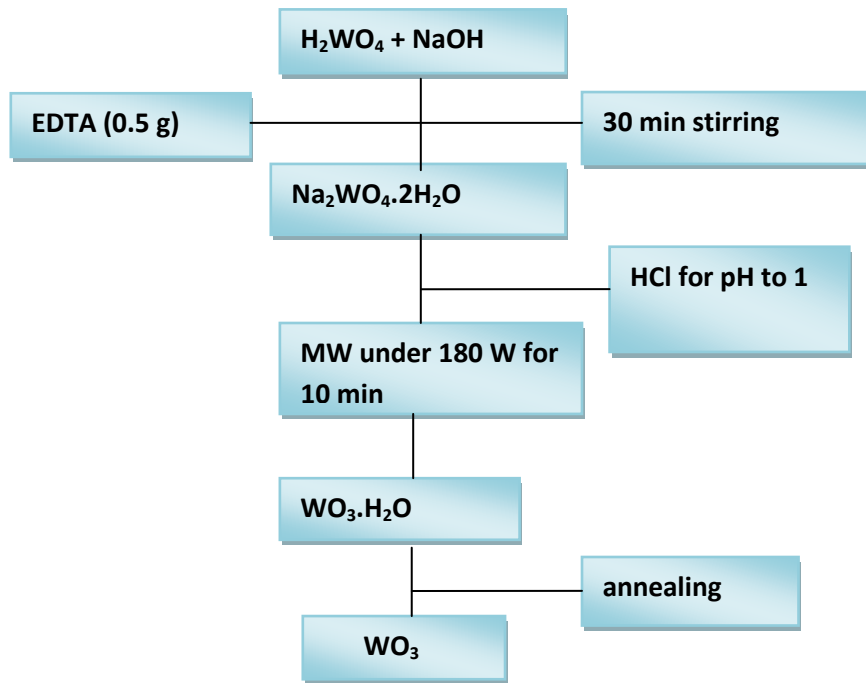 H₂WO₄ + NaOH
EDTA (0.5 g)
30 min stirring
Na₂WO₄.2H₂O
HCl for pH to 1
MW under 180 W for
10 min
WO₃.H₂O
annealing
WO₃